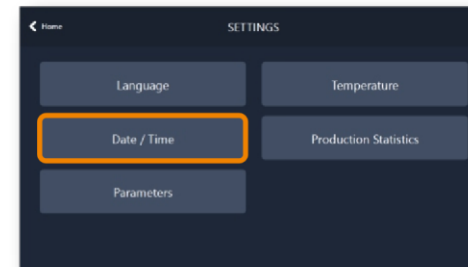 Home
SETTINGS
Language
Temperature
Date / Time
Production Statistics
Parameters